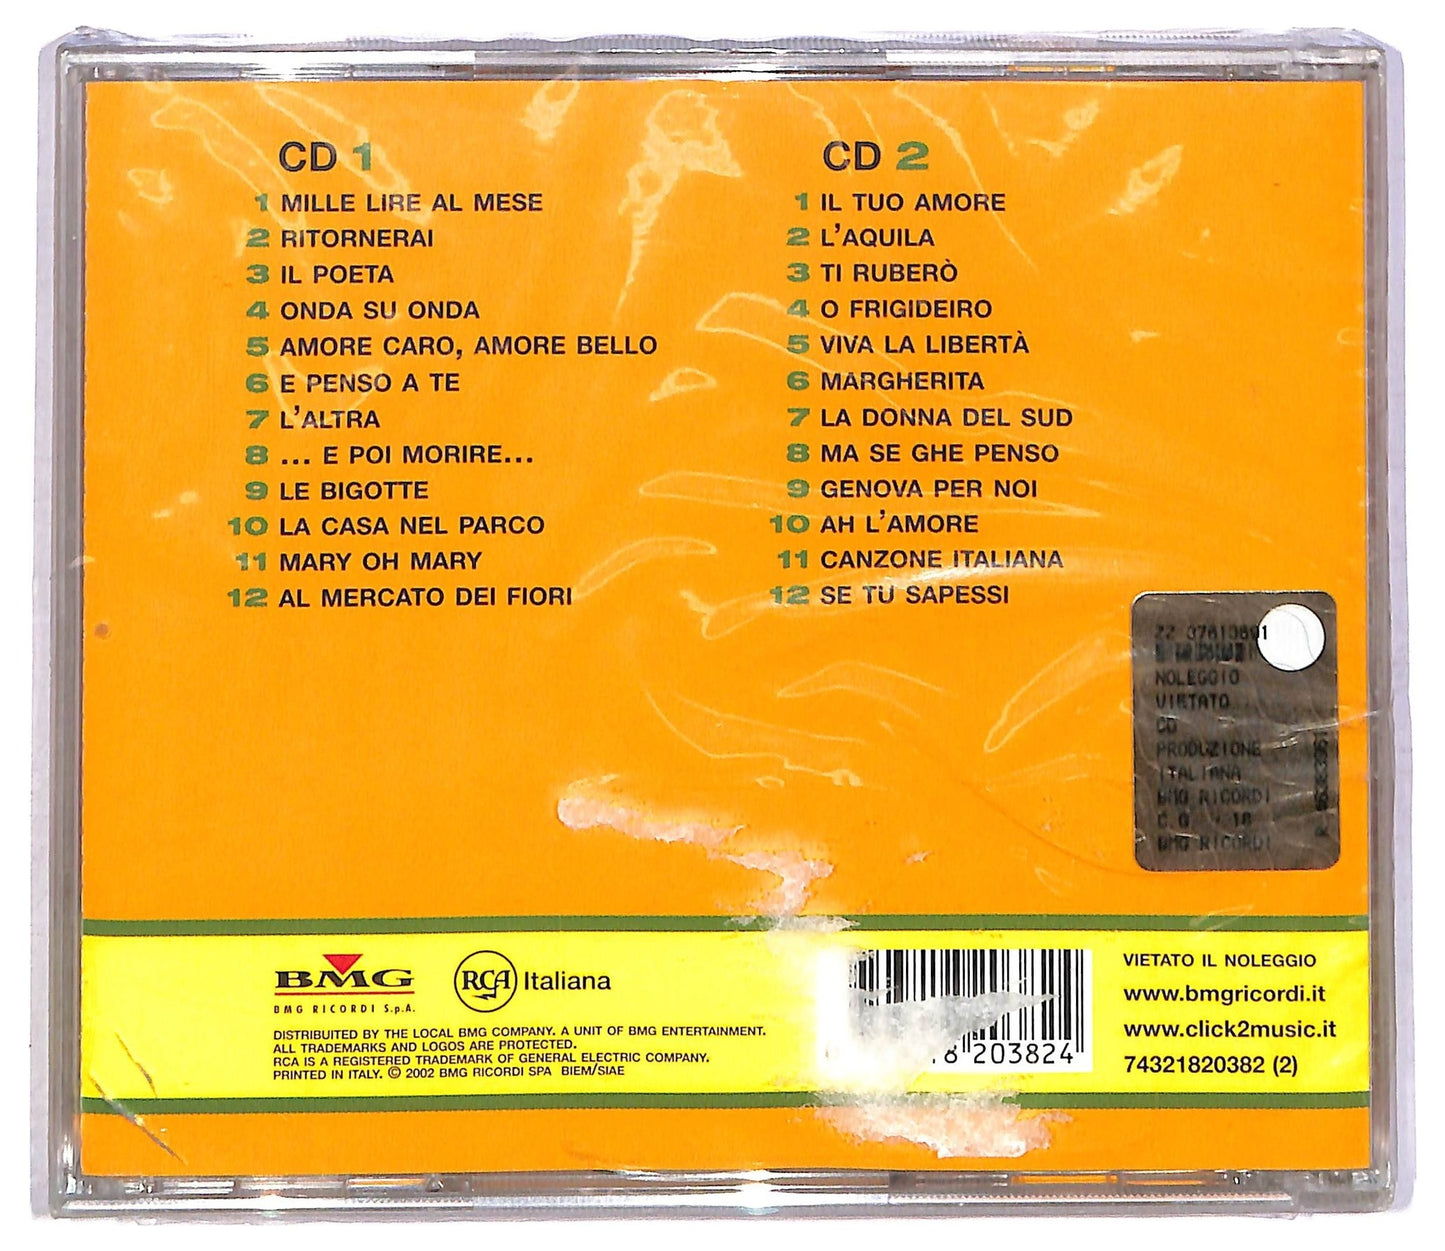 CD 1
1 MILLE LIRE AL MESE
2 RITORNERAI
3 IL POETA
4 ONDA SU ONDA
5 AMORE CARO, AMORE BELLO
6 E PENSO A TE
7 L'ALTRA
8 ... E POI MORIRE...
9 LE BIGOTTE
10 LA CASA NEL PARCO
11 MARY OH MARY
12 AL MERCATO DEI FIORI
CD 2
1 IL TUO AMORE
2 L'AQUILA
3 TI RUBERÒ
4 O FRIGIDEIRO
5 VIVA LA LIBERTÀ
6 MARGHERITA
7 LA DONNA DEL SUD
8 MA SE GHE PENSO
9 GENOVA PER NOI
10 AH L'AMORE
11 CANZONE ITALIANA
12 SE TU SAPESSI
NOLEGGIO
VIETATO
CD
PRODUZIONE
ITALIANA
BMG RICORDI
C.G. 18
BMG RICORDI
BMG
BMG RICORDI S.p.A.
RCA Italiana
DISTRIBUITED BY THE LOCAL BMG COMPANY. A UNIT OF BMG ENTERTAINMENT.
ALL TRADEMARKS AND LOGOS ARE PROTECTED.
RCA IS A REGISTERED TRADEMARK OF GENERAL ELECTRIC COMPANY.
PRINTED IN ITALY. © 2002 BMG RICORDI SPA BIEM/SIAE
8 203824
VIETATO IL NOLEGGIO
www.bmgricordi.it
www.click2music.it
74321820382 (2)